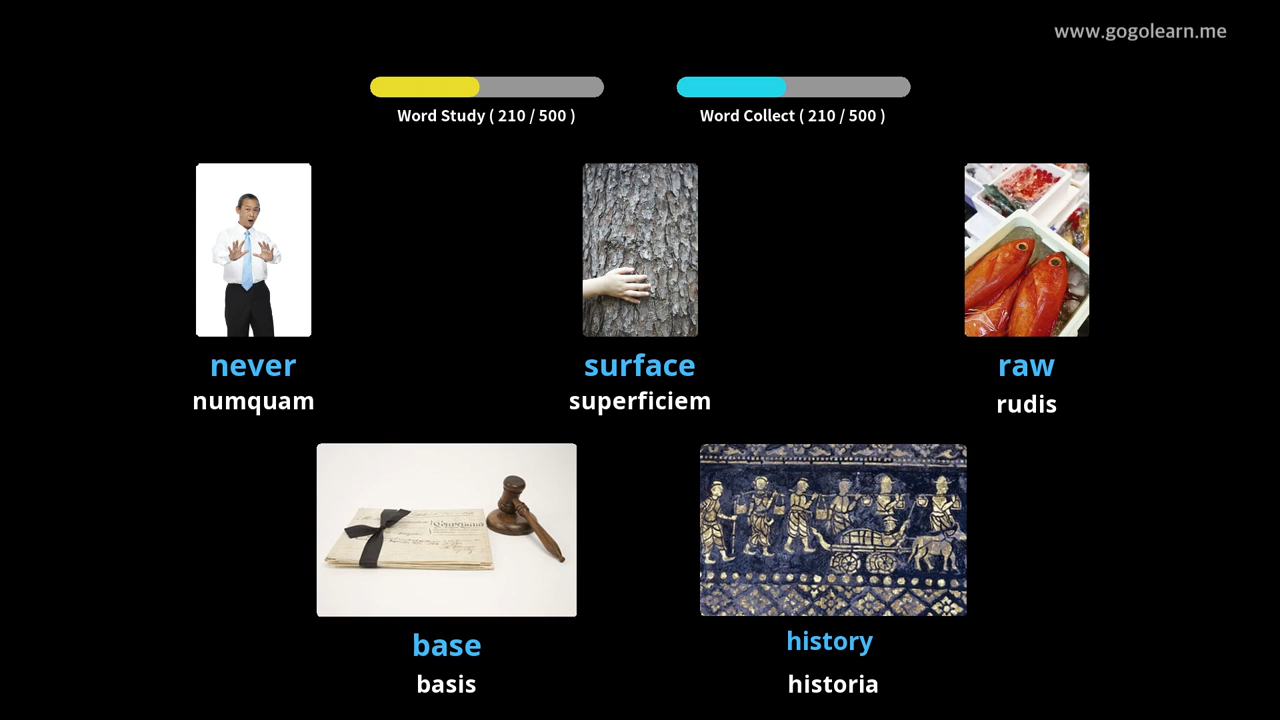 www.gogolearn.me
Word Study ( 210 / 500 )
Word Collect ( 210 / 500 )
never
numquam
surface
superficiem
raw
rudis
base
basis
history
historia